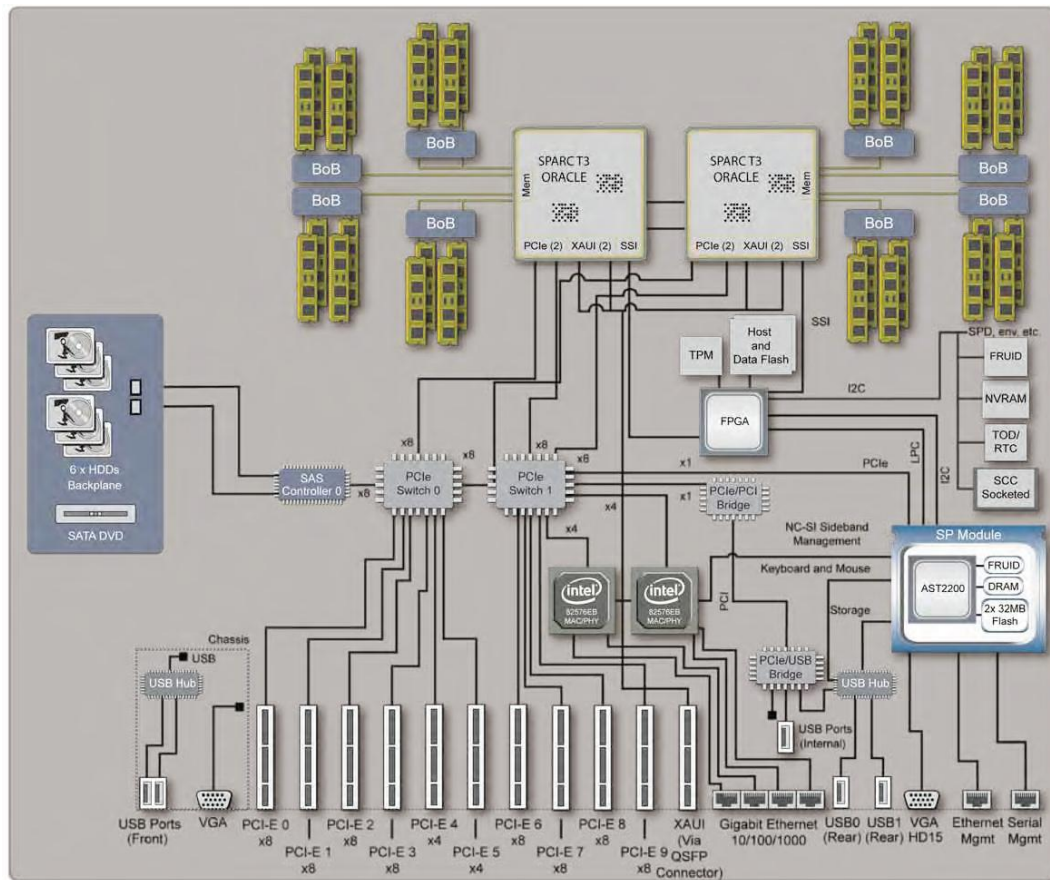 BoB
BoB
BoB
BoB
SPARC T3
ORACLE
Mem
PCIe (2) XAUI (2) SSI
SPARC T3
ORACLE
Mem
PCIe (2) XAUI (2) SSI
BoB
BoB
BoB
BoB
SSI
SPD, env. etc.
TPM
Host
and
Data Flash
FPGA
I2C
FRUID
NVRAM
TOD/
RTC
SCC
Socketed
LPC
I2C
PCIe
6 x HDDs
Backplane
SATA DVD
SAS
Controller 0
x8
x8
PCIe
Switch 0
x8
x8
x8
PCIe
Switch 1
x1
x1
x4
x4
PCIe/PCI
Bridge
NC-SI Sideband
Management
Keyboard and Mouse
SP Module
AST2200
FRUID
DRAM
2x 32MB
Flash
intel
82576EB
MAC/PHY
intel
82576EB
MAC/PHY
PCI
Storage
PCIe/USB
Bridge
USB Hub
USB Ports
(Internal)
Chassis
USB
USB Hub
USB Ports
(Front)
VGA
PCI-E 0
x8
PCI-E 1
x8
PCI-E 2
x8
PCI-E 3
x8
PCI-E 4
x4
PCI-E 5
x4
PCI-E 6
x8
PCI-E 7
x8
PCI-E 8
x8
PCI-E 9
x8
XAUI
(Via
QSFP
Connector)
Gigabit Ethernet
10/100/1000
USB0
(Rear)
USB1
(Rear)
VGA
HD15
Ethernet
Mgmt
Serial
Mgmt